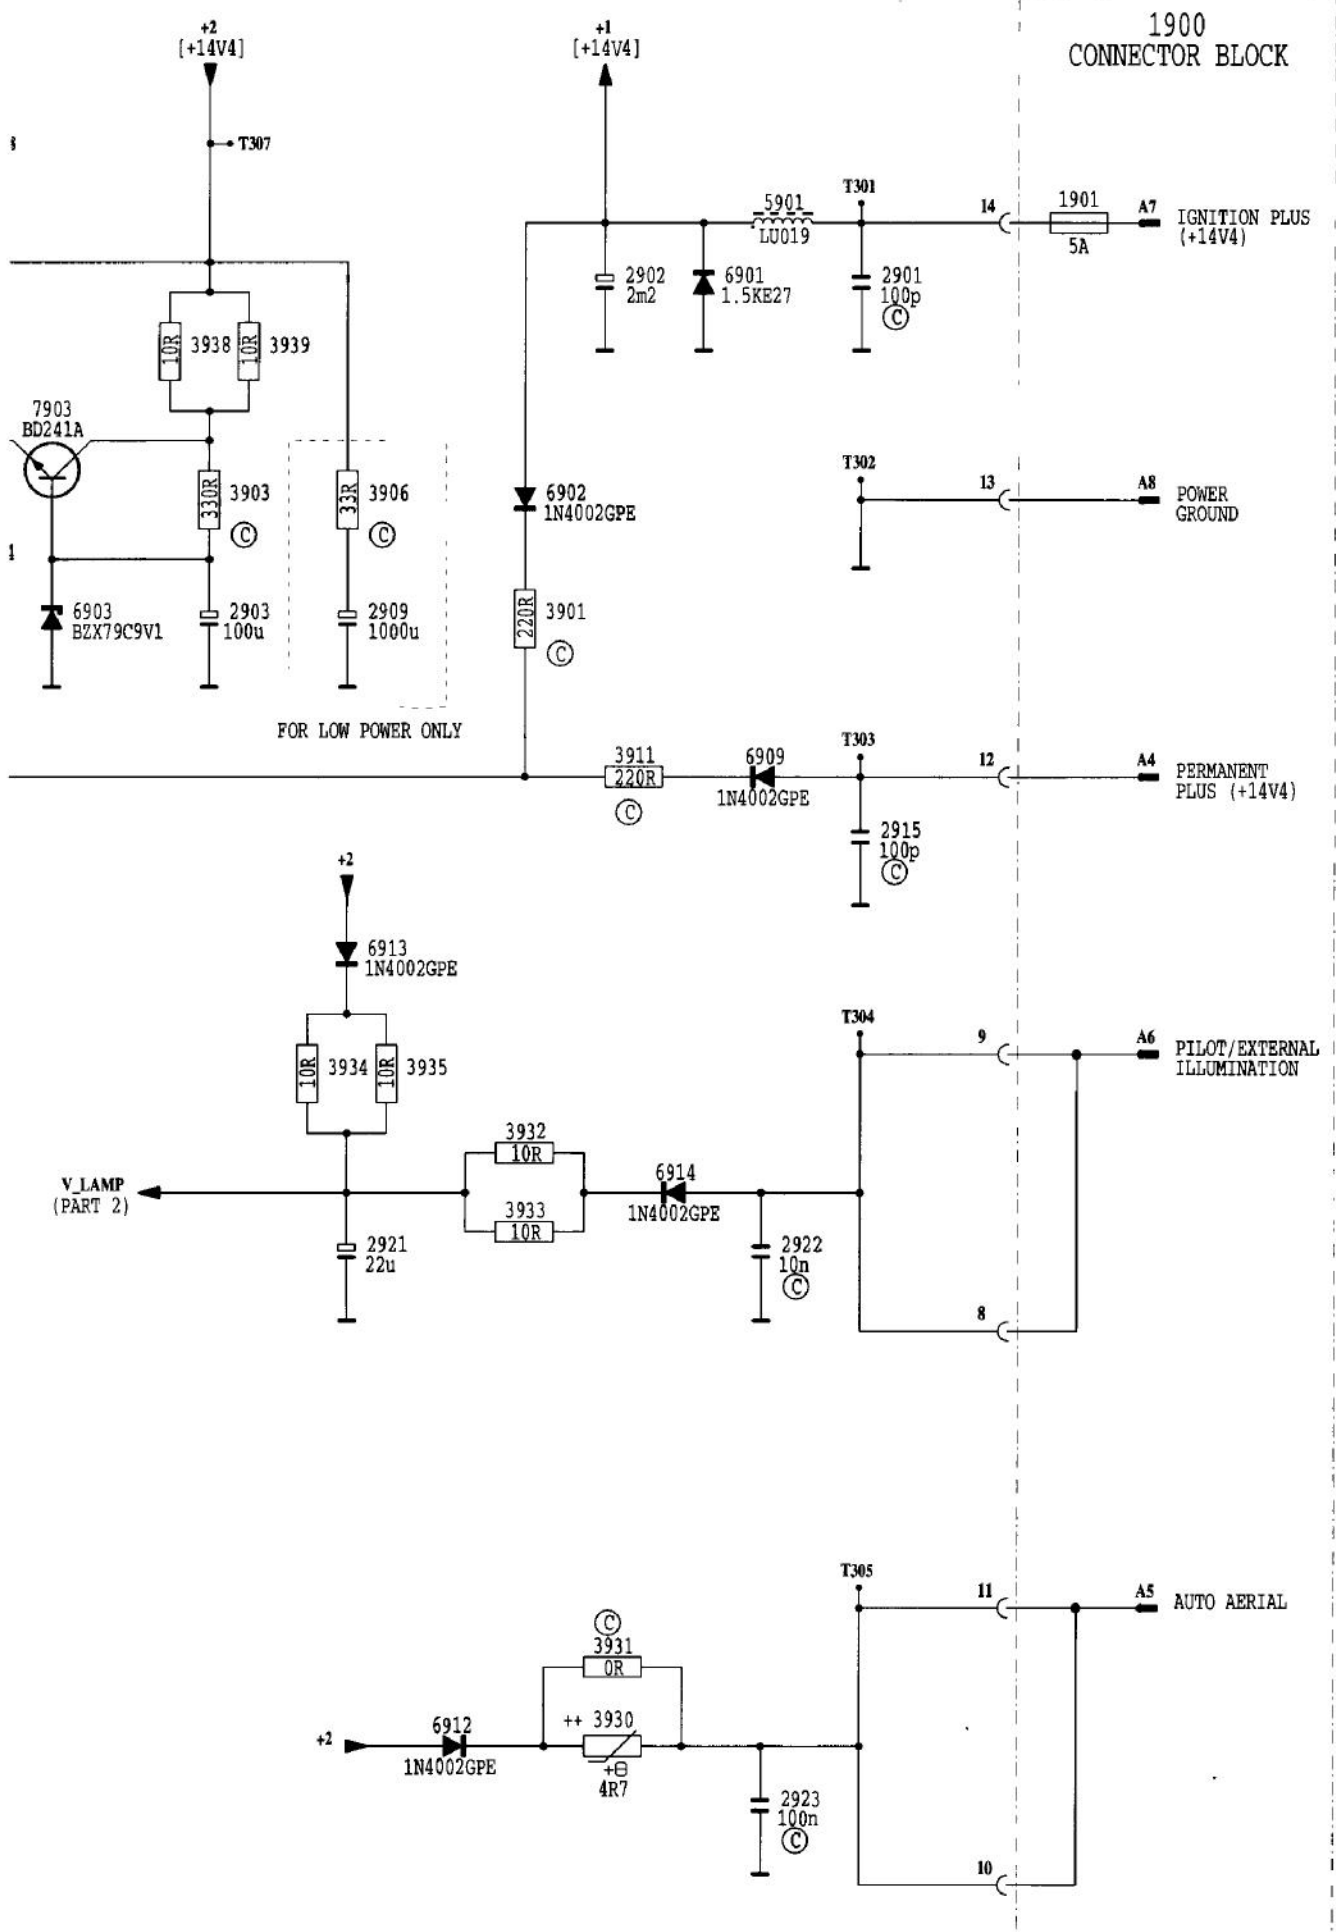 1900
CONNECTOR BLOCK
+2
[+14V4]
+1
[+14V4]
T307
T301
5901
LU019
14
1901
5A
A7
IGNITION PLUS
(+14V4)
2902
2m2
6901
1.5KE27
2901
100p
C
10R
3938
10R
3939
7903
BD241A
330R
3903
C
33R
3906
C
6902
1N4002GPE
T302
13
A8
POWER
GROUND
6903
BZX79C9V1
2903
100u
2909
1000u
220R
3901
C
FOR LOW POWER ONLY
3911
220R
C
6909
1N4002GPE
T303
12
A4
PERMANENT
PLUS (+14V4)
2915
100p
C
+2
6913
1N4002GPE
10R
3934
10R
3935
T304
9
A6
PILOT/EXTERNAL
ILLUMINATION
3932
10R
V_LAMP
(PART 2)
6914
1N4002GPE
3933
10R
2921
22u
2922
10n
C
8
T305
11
A5
AUTO AERIAL
C
3931
0R
+2
6912
1N4002GPE
++ 3930
+θ
4R7
2923
100n
C
10